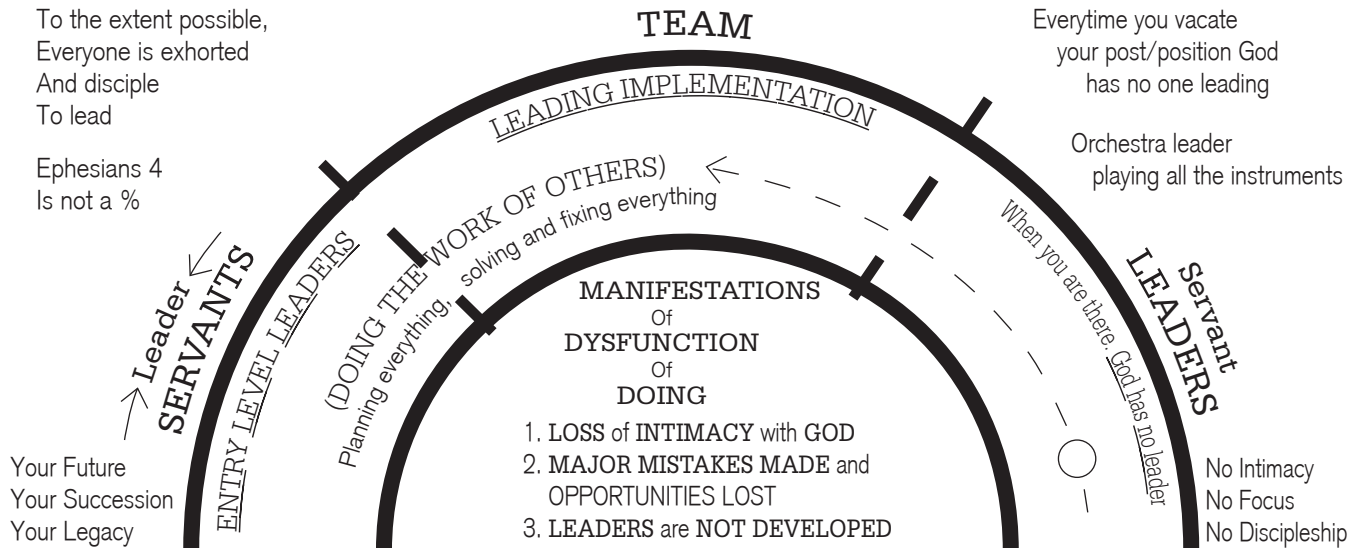 To the extent possible,
Everyone is exhorted
And disciple
To lead
Ephesians 4
Is not a %
TEAM
Everytime you vacate
your post/position God
has no one leading
Orchestra leader
playing all the instruments
LEADING IMPLEMENTATION
(DOING THE WORK OF OTHERS)
Planning everything, solving and fixing everything
ENTRY LEVEL LEADERS
Leader
SERVANTS
When you are there. God has no leader
Servant
LEADERS
MANIFESTATIONS
Of
DYSFUNCTION
Of
DOING
1. LOSS of INTIMACY with GOD
2. MAJOR MISTAKES MADE and
OPPORTUNITIES LOST
3. LEADERS are NOT DEVELOPED
Your Future
Your Succession
Your Legacy
No Intimacy
No Focus
No Discipleship